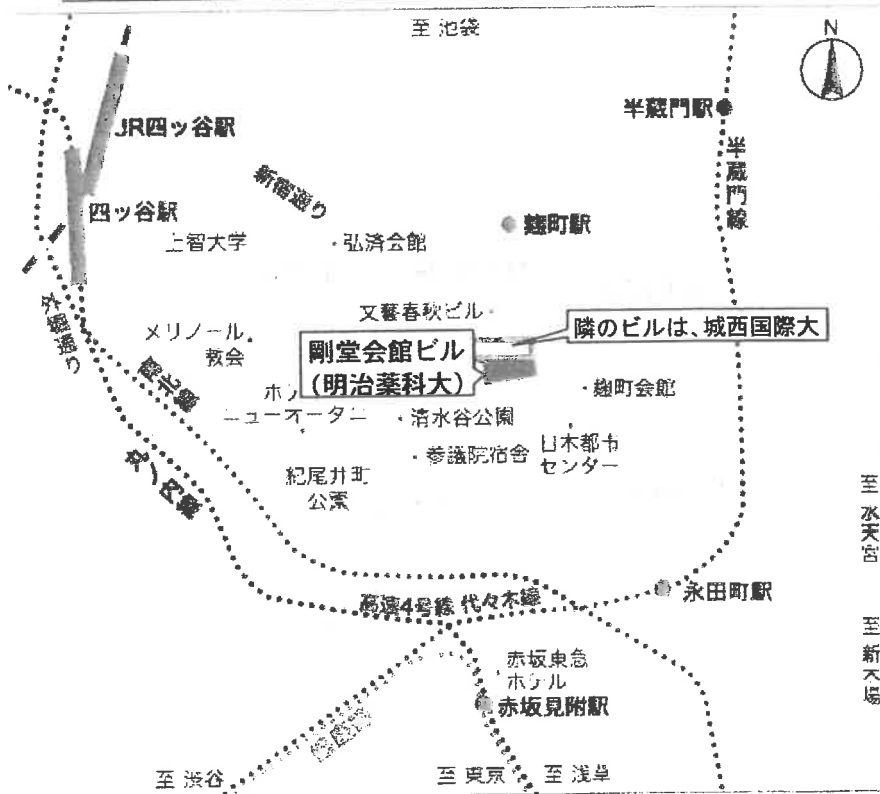 至 池袋
N
JR四ッ谷駅
半蔵門駅
半蔵門線
新宿通り
四ッ谷駅
上智大学
弘済会館
麹町駅
外堀通り
文藝春秋ビル
隣のビルは、城西国際大
メリノール
教会
剛堂会館ビル
(明治薬科大)
麹町会館
ニューオータニ
清水谷公園
参議院宿舎
日本都市
センター
紀尾井町
公園
至 水天宮
高速4号線 代々木線
永田町駅
至 新木場
赤坂東急
ホテル
赤坂見附駅
至 渋谷
至 東京
至 浅草